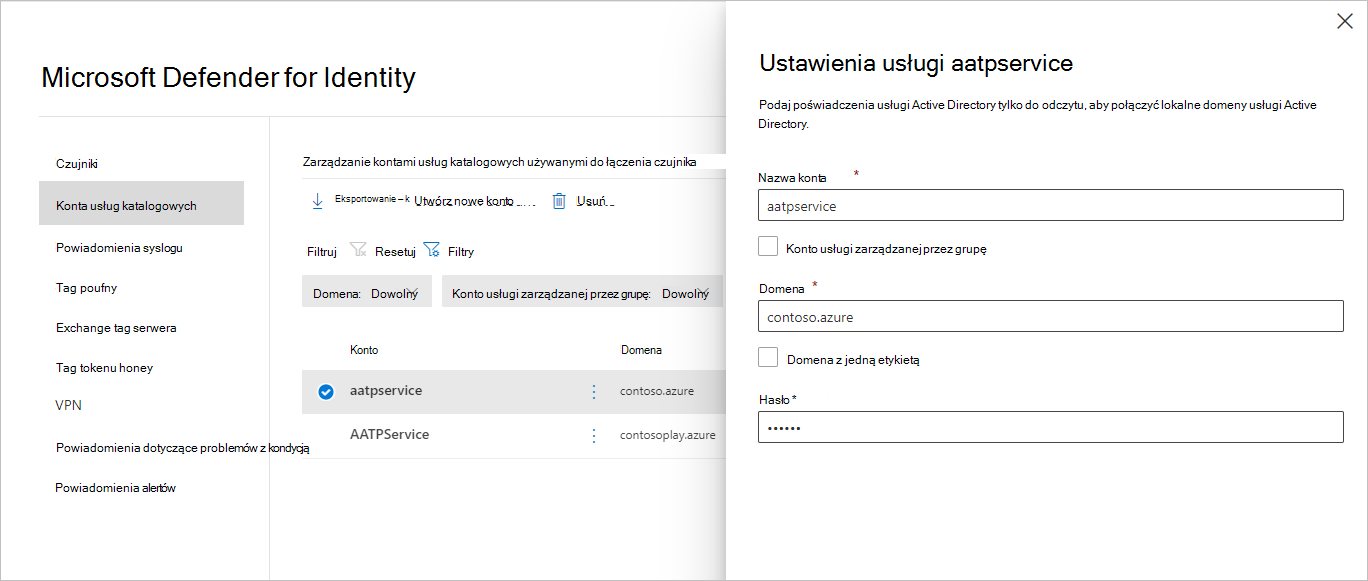 Microsoft Defender for Identity
Czujniki
Konta usług katalogowych
Powiadomienia syslogu
Tag poufny
Exchange tag serwera
Tag tokenu honey
VPN
Powiadomienia dotyczące problemów z kondycją
Powiadomienia alertów
Zarządzanie kontami usług katalogowych używanymi do łączenia czujnika
Eksportowanie – k Utwórz nowe konto Usuń
Filtruj Resetuj Filtry
Domena: Dowolny Konto usługi zarządzanej przez grupę: Dowolny
Konto Domena
aatpservice contoso.azure
AATPService contosoplay.azure
Ustawienia usługi aatpservice
Podaj poświadczenia usługi Active Directory tylko do odczytu, aby połączyć lokalne domeny usługi Active
Directory.
Nazwa konta *
aatpservice
Konto usługi zarządzanej przez grupę
Domena *
contoso.azure
Domena z jedną etykietą
Hasło *
••••••